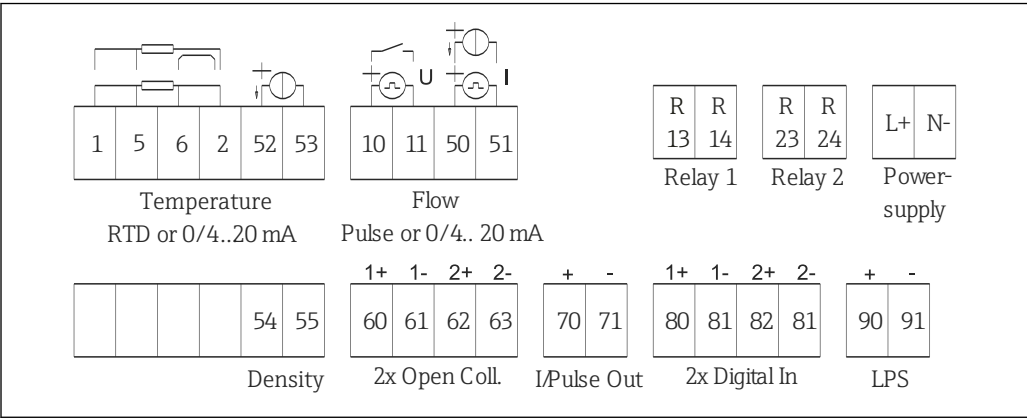 U I
1 5 6 2 52 53 10 11 50 51
R R R R
13 14 23 24 L+ N-
Relay 1 Relay 2 Power-
supply
Temperature Flow
RTD or 0/4..20 mA Pulse or 0/4.. 20 mA
1+ 1- 2+ 2- + - 1+ 1- 2+ 2- + -
54 55 60 61 62 63 70 71 80 81 82 81 90 91
Density 2x Open Coll. I/Pulse Out 2x Digital In LPS